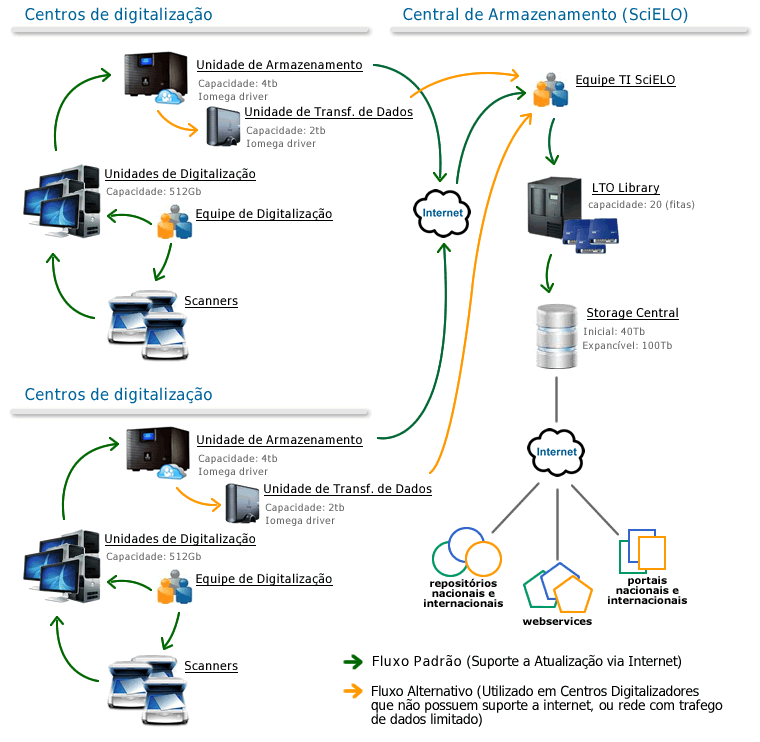 Centros de digitalização
Unidade de Armazenamento
Capacidade: 4tb
Iomega driver
Unidade de Transf. de Dados
Capacidade: 2tb
Iomega driver
Unidades de Digitalização
Capacidade: 512Gb
Equipe de Digitalização
Scanners
Central de Armazenamento (SciELO)
Equipe TI SciELO
Internet
LTO Library
capacidade: 20 (fitas)
Storage Central
Inicial: 40Tb
Expancível: 100Tb
Internet
repositórios
nacionais e
internacionais
webservices
portais
nacionais e
internacionais
Centros de digitalização
Unidade de Armazenamento
Capacidade: 4tb
Iomega driver
Unidade de Transf. de Dados
Capacidade: 2tb
Iomega driver
Unidades de Digitalização
Capacidade: 512Gb
Equipe de Digitalização
Scanners
Fluxo Padrão (Suporte a Atualização via Internet)
Fluxo Alternativo (Utilizado em Centros Digitalizadores
que não possuem suporte a internet, ou rede com trafego
de dados limitado)